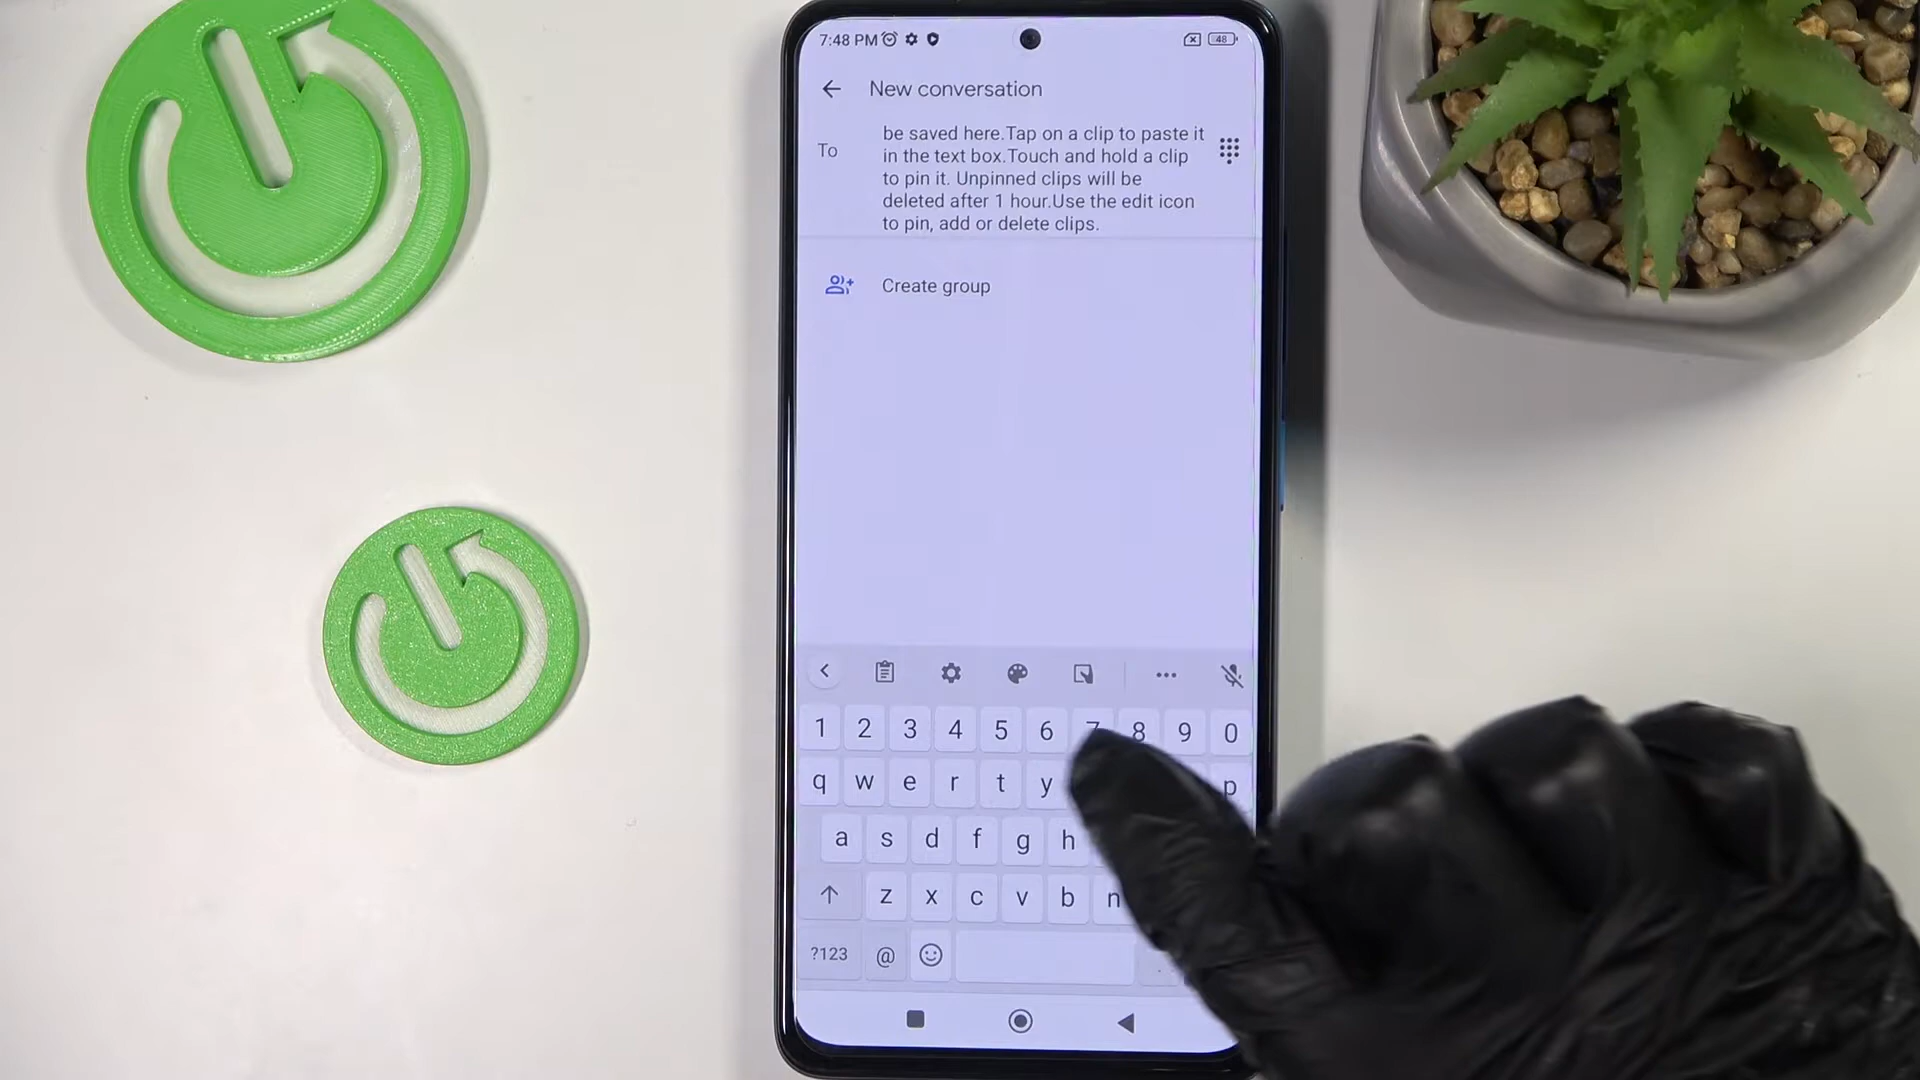 7:48 PM
48
New conversation
To
be saved here.Tap on a clip to paste it
in the text box.Touch and hold a clip
to pin it. Unpinned clips will be
deleted after 1 hour.Use the edit icon
to pin, add or delete clips.
Create group
1 2 3 4 5 6 7 8 9 0
q w e r t y p
a s d f g h
z x c v b n
?123 @ .